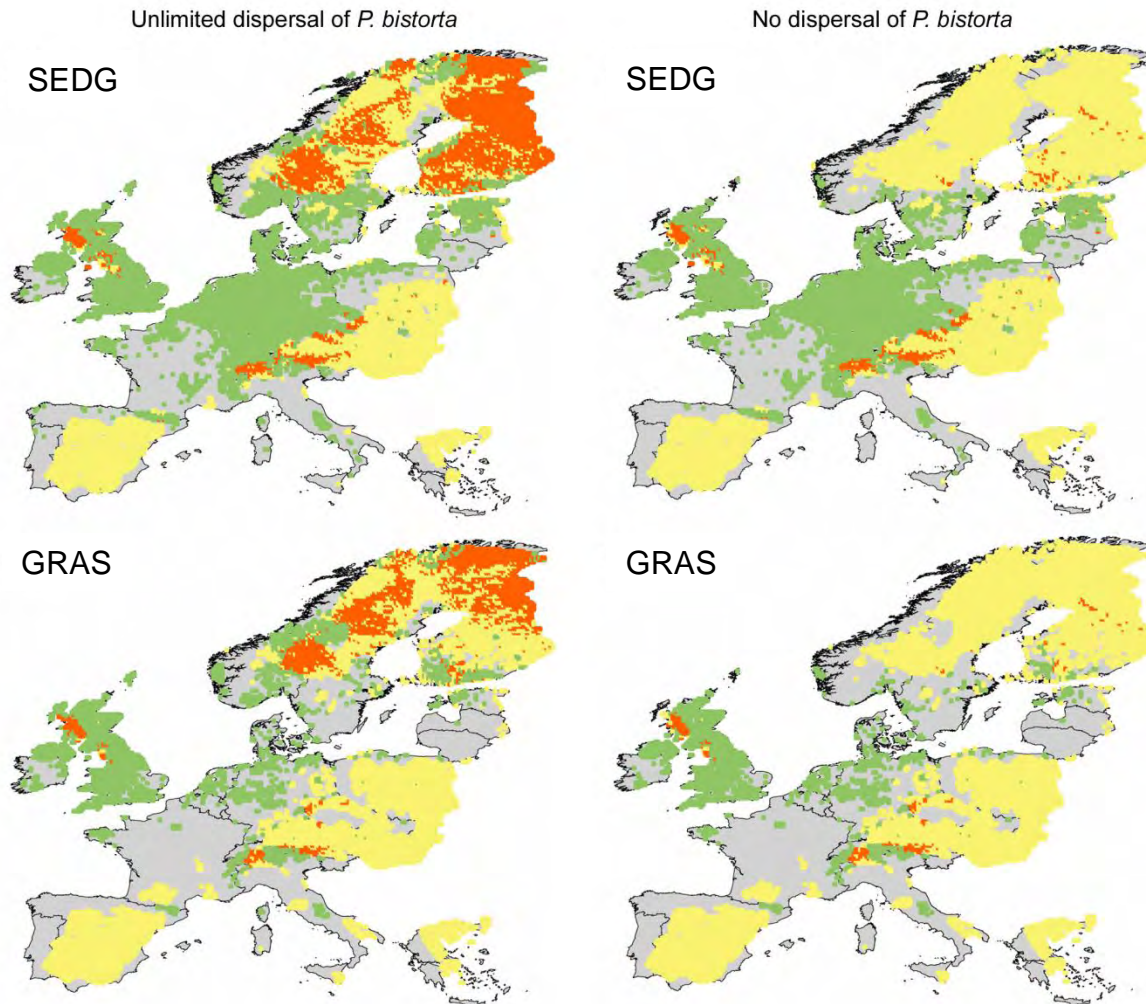 Unlimited dispersal of P. bistorta
No dispersal of P. bistorta
SEDG
SEDG
GRAS
GRAS